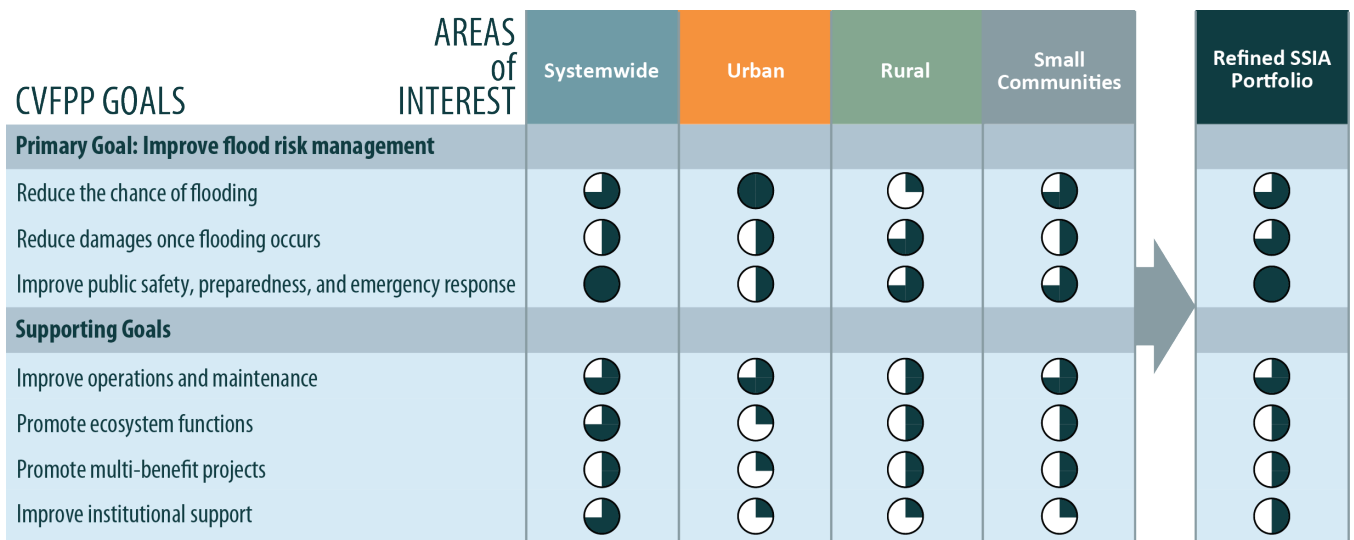 AREAS
of
CVFPP GOALS INTEREST
Systemwide
Urban
Rural
Small
Communities
Refined SSIA
Portfolio
Primary Goal: Improve flood risk management
Reduce the chance of flooding
Reduce damages once flooding occurs
Improve public safety, preparedness, and emergency response
Supporting Goals
Improve operations and maintenance
Promote ecosystem functions
Promote multi-benefit projects
Improve institutional support